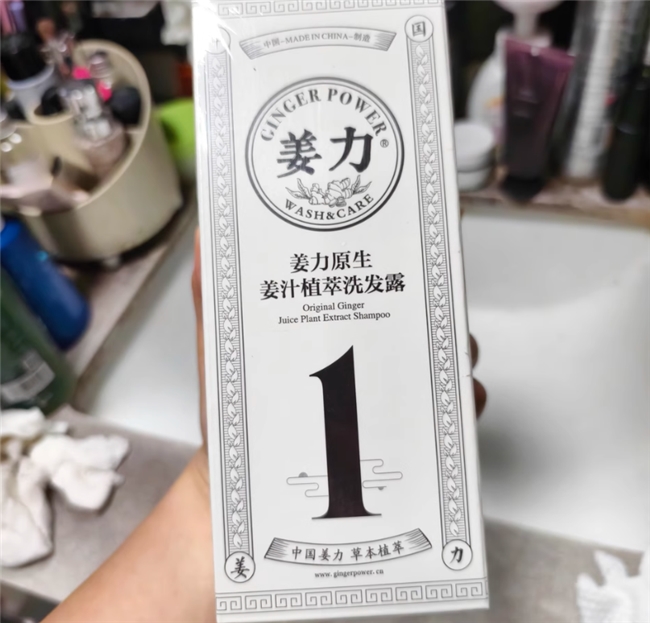 国
中国-MADE IN CHINA-制造
GINGER POWER®
姜力
WASH&CARE
姜力原生
姜汁植萃洗发露
Original Ginger
Juice Plant Extract Shampoo
1
中国姜力 草本植萃
www.gingerpower.cn
姜
力